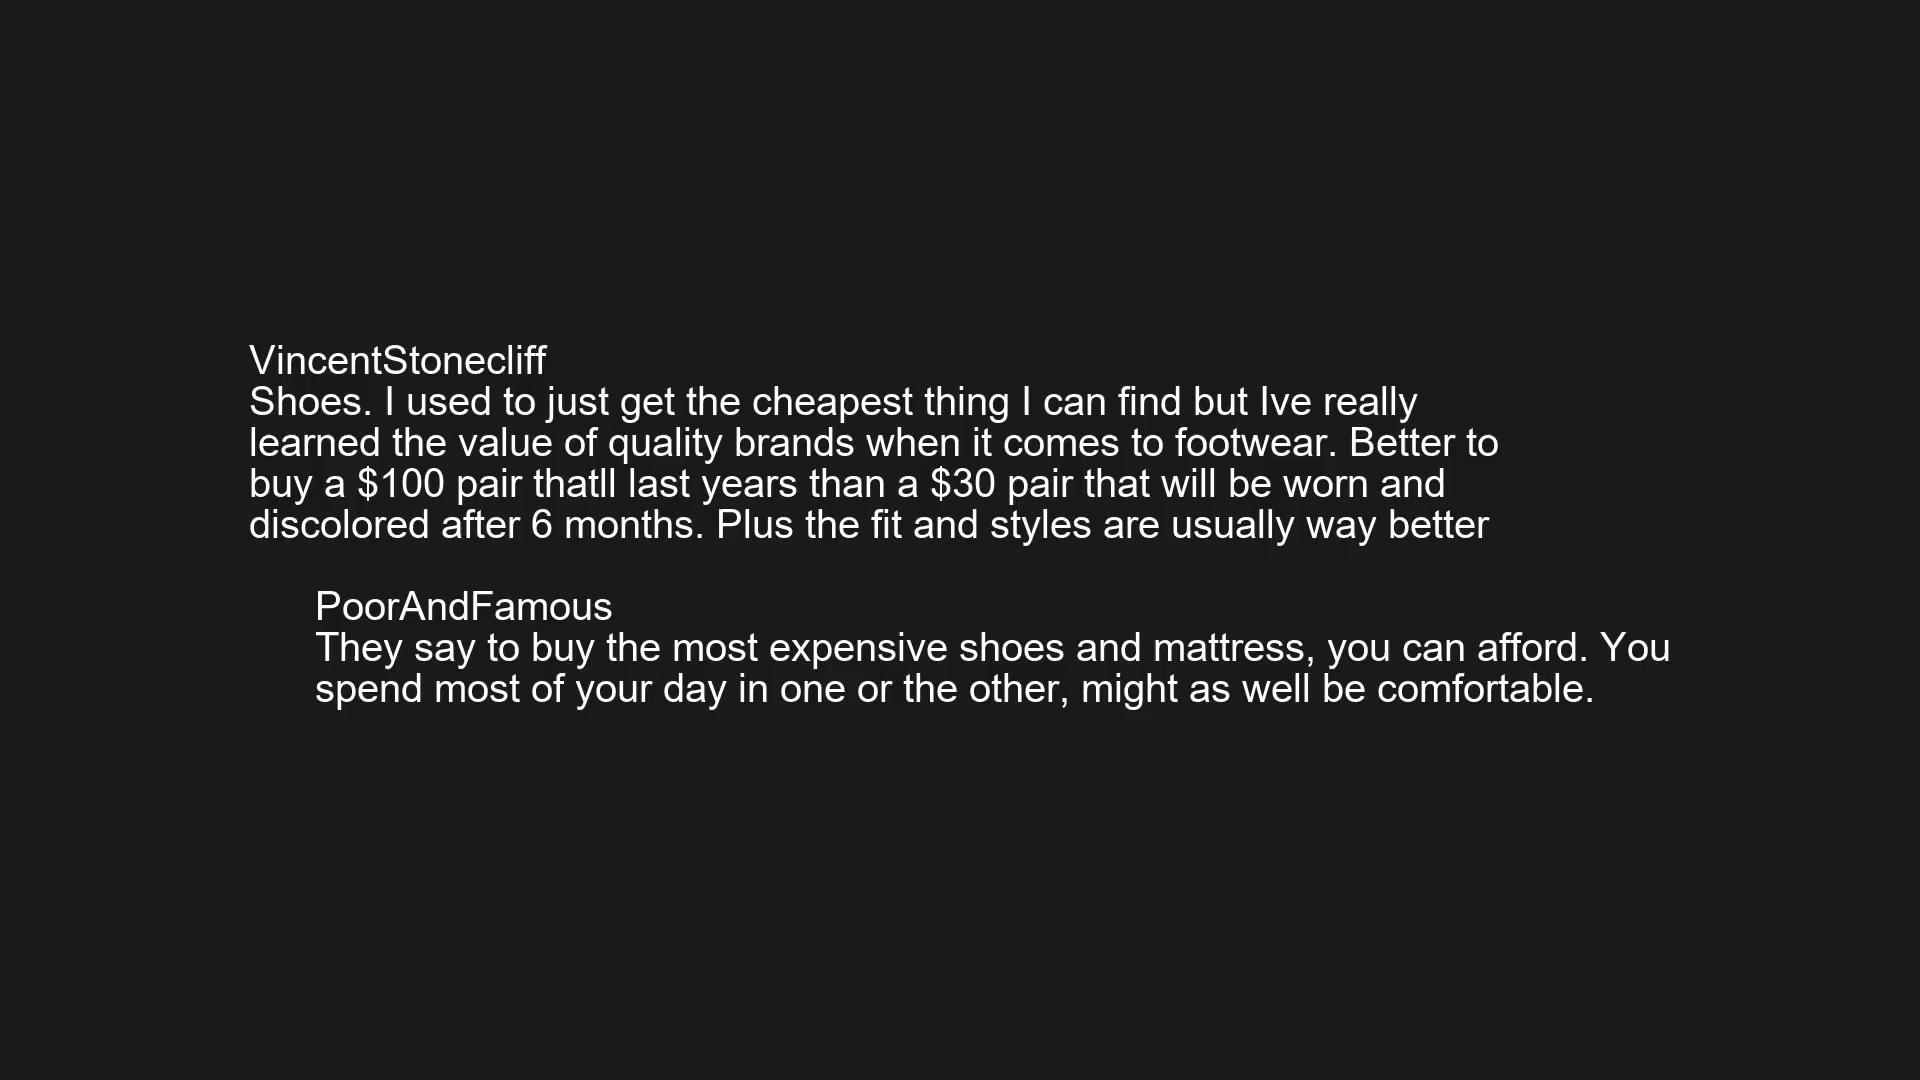 VincentStonecliff
Shoes. I used to just get the cheapest thing I can find but Ive really
learned the value of quality brands when it comes to footwear. Better to
buy a $100 pair thatll last years than a $30 pair that will be worn and
discolored after 6 months. Plus the fit and styles are usually way better
PoorAndFamous
They say to buy the most expensive shoes and mattress, you can afford. You
spend most of your day in one or the other, might as well be comfortable.